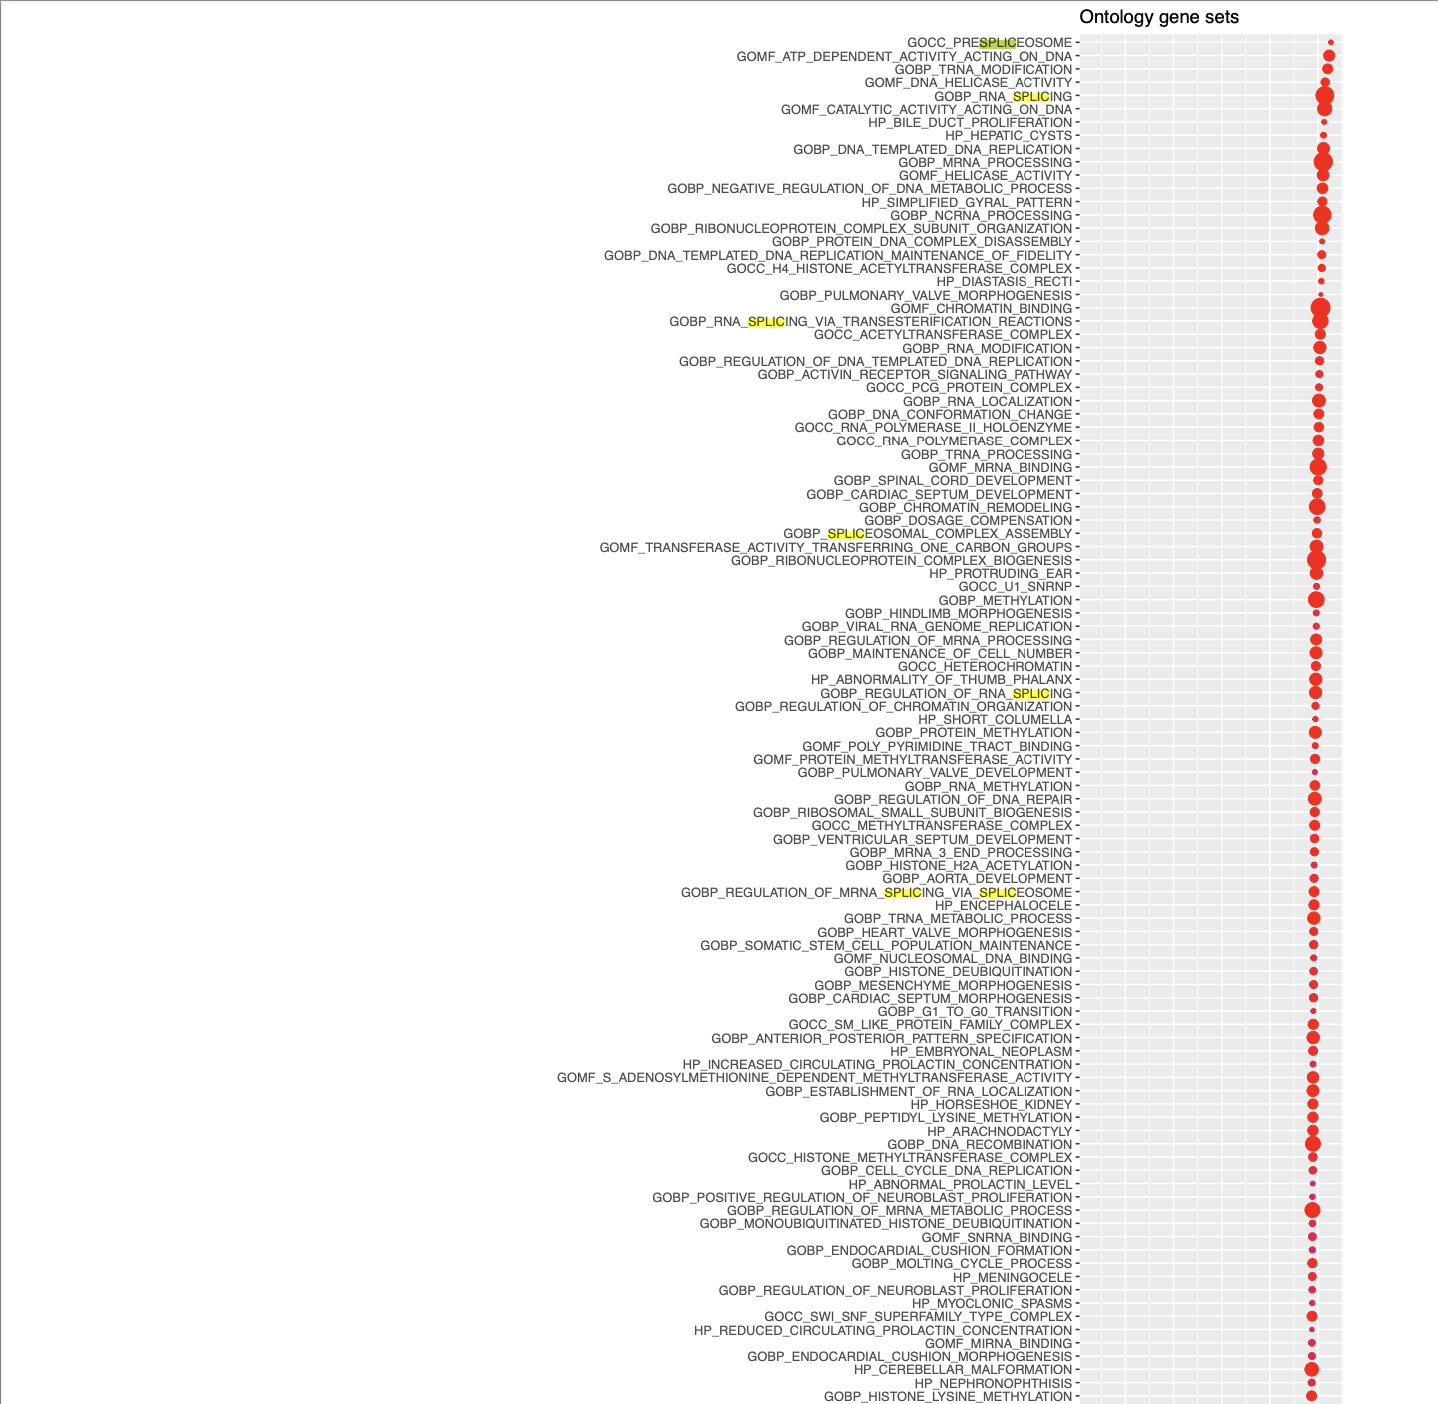 Ontology gene sets
GOCC_PRESPLICEOSOME
GOMF_ATP_DEPENDENT_ACTIVITY_ACTING_ON_DNA
GOBP_TRNA_MODIFICATION
GOMF_DNA_HELICASE_ACTIVITY
GOBP_RNA_SPLICING
GOMF_CATALYTIC_ACTIVITY_ACTING_ON_DNA
HP_BILE_DUCT_PROLIFERATION
HP_HEPATIC_CYSTS
GOBP_DNA_TEMPLATED_DNA_REPLICATION
GOBP_MRNA_PROCESSING
GOMF_HELICASE_ACTIVITY
GOBP_NEGATIVE_REGULATION_OF_DNA_METABOLIC_PROCESS
HP_SIMPLIFIED_GYRAL_PATTERN
GOBP_NCRNA_PROCESSING
GOBP_RIBONUCLEOPROTEIN_COMPLEX_SUBUNIT_ORGANIZATION
GOBP_PROTEIN_DNA_COMPLEX_DISASSEMBLY
GOBP_DNA_TEMPLATED_DNA_REPLICATION_MAINTENANCE_OF_FIDELITY
GOCC_H4_HISTONE_ACETYLTRANSFERASE_COMPLEX
HP_DIASTASIS_RECTI
GOBP_PULMONARY_VALVE_MORPHOGENESIS
GOMF_CHROMATIN_BINDING
GOBP_RNA_SPLICING_VIA_TRANSESTERIFICATION_REACTIONS
GOCC_ACETYLTRANSFERASE_COMPLEX
GOBP_RNA_MODIFICATION
GOBP_REGULATION_OF_DNA_TEMPLATED_DNA_REPLICATION
GOBP_ACTIVIN_RECEPTOR_SIGNALING_PATHWAY
GOCC_PCG_PROTEIN_COMPLEX
GOBP_RNA_LOCALIZATION
GOBP_DNA_CONFORMATION_CHANGE
GOCC_RNA_POLYMERASE_II_HOLOENZYME
GOCC_RNA_POLYMERASE_COMPLEX
GOBP_TRNA_PROCESSING
GOMF_MRNA_BINDING
GOBP_SPINAL_CORD_DEVELOPMENT
GOBP_CARDIAC_SEPTUM_DEVELOPMENT
GOBP_CHROMATIN_REMODELING
GOBP_DOSAGE_COMPENSATION
GOBP_SPLICEOSOMAL_COMPLEX_ASSEMBLY
GOMF_TRANSFERASE_ACTIVITY_TRANSFERRING_ONE_CARBON_GROUPS
GOBP_RIBONUCLEOPROTEIN_COMPLEX_BIOGENESIS
HP_PROTRUDING_EAR
GOCC_U1_SNRNP
GOBP_METHYLATION
GOBP_HINDLIMB_MORPHOGENESIS
GOBP_VIRAL_RNA_GENOME_REPLICATION
GOBP_REGULATION_OF_MRNA_PROCESSING
GOBP_MAINTENANCE_OF_CELL_NUMBER
GOCC_HETEROCHROMATIN
HP_ABNORMALITY_OF_THUMB_PHALANX
GOBP_REGULATION_OF_RNA_SPLICING
GOBP_REGULATION_OF_CHROMATIN_ORGANIZATION
HP_SHORT_COLUMELLA
GOBP_PROTEIN_METHYLATION
GOMF_POLY_PYRIMIDINE_TRACT_BINDING
GOMF_PROTEIN_METHYLTRANSFERASE_ACTIVITY
GOBP_PULMONARY_VALVE_DEVELOPMENT
GOBP_RNA_METHYLATION
GOBP_REGULATION_OF_DNA_REPAIR
GOBP_RIBOSOMAL_SMALL_SUBUNIT_BIOGENESIS
GOCC_METHYLTRANSFERASE_COMPLEX
GOBP_VENTRICULAR_SEPTUM_DEVELOPMENT
GOBP_MRNA_3_END_PROCESSING
GOBP_HISTONE_H2A_ACETYLATION
GOBP_AORTA_DEVELOPMENT
GOBP_REGULATION_OF_MRNA_SPLICING_VIA_SPLICEOSOME
HP_ENCEPHALOCELE
GOBP_TRNA_METABOLIC_PROCESS
GOBP_HEART_VALVE_MORPHOGENESIS
GOBP_SOMATIC_STEM_CELL_POPULATION_MAINTENANCE
GOMF_NUCLEOSOMAL_DNA_BINDING
GOBP_HISTONE_DEUBIQUITINATION
GOBP_MESENCHYME_MORPHOGENESIS
GOBP_CARDIAC_SEPTUM_MORPHOGENESIS
GOBP_G1_TO_G0_TRANSITION
GOCC_SM_LIKE_PROTEIN_FAMILY_COMPLEX
GOBP_ANTERIOR_POSTERIOR_PATTERN_SPECIFICATION
HP_EMBRYONAL_NEOPLASM
HP_INCREASED_CIRCULATING_PROLACTIN_CONCENTRATION
GOMF_S_ADENOSYLMETHIONINE_DEPENDENT_METHYLTRANSFERASE_ACTIVITY
GOBP_ESTABLISHMENT_OF_RNA_LOCALIZATION
HP_HORSESHOE_KIDNEY
GOBP_PEPTIDYL_LYSINE_METHYLATION
HP_ARACHNODACTYLY
GOBP_DNA_RECOMBINATION
GOCC_HISTONE_METHYLTRANSFERASE_COMPLEX
GOBP_CELL_CYCLE_DNA_REPLICATION
HP_ABNORMAL_PROLACTIN_LEVEL
GOBP_POSITIVE_REGULATION_OF_NEUROBLAST_PROLIFERATION
GOBP_REGULATION_OF_MRNA_METABOLIC_PROCESS
GOBP_MONOUBIQUITINATED_HISTONE_DEUBIQUITINATION
GOMF_SNRNA_BINDING
GOBP_ENDOCARDIAL_CUSHION_FORMATION
GOBP_MOLTING_CYCLE_PROCESS
HP_MENINGOCELE
GOBP_REGULATION_OF_NEUROBLAST_PROLIFERATION
HP_MYOCLONIC_SPASMS
GOCC_SWI_SNF_SUPERFAMILY_TYPE_COMPLEX
HP_REDUCED_CIRCULATING_PROLACTIN_CONCENTRATION
GOMF_MIRNA_BINDING
GOBP_ENDOCARDIAL_CUSHION_MORPHOGENESIS
HP_CEREBELLAR_MALFORMATION
HP_NEPHRONOPHTHISIS
GOBP_HISTONE_LYSINE_METHYLATION